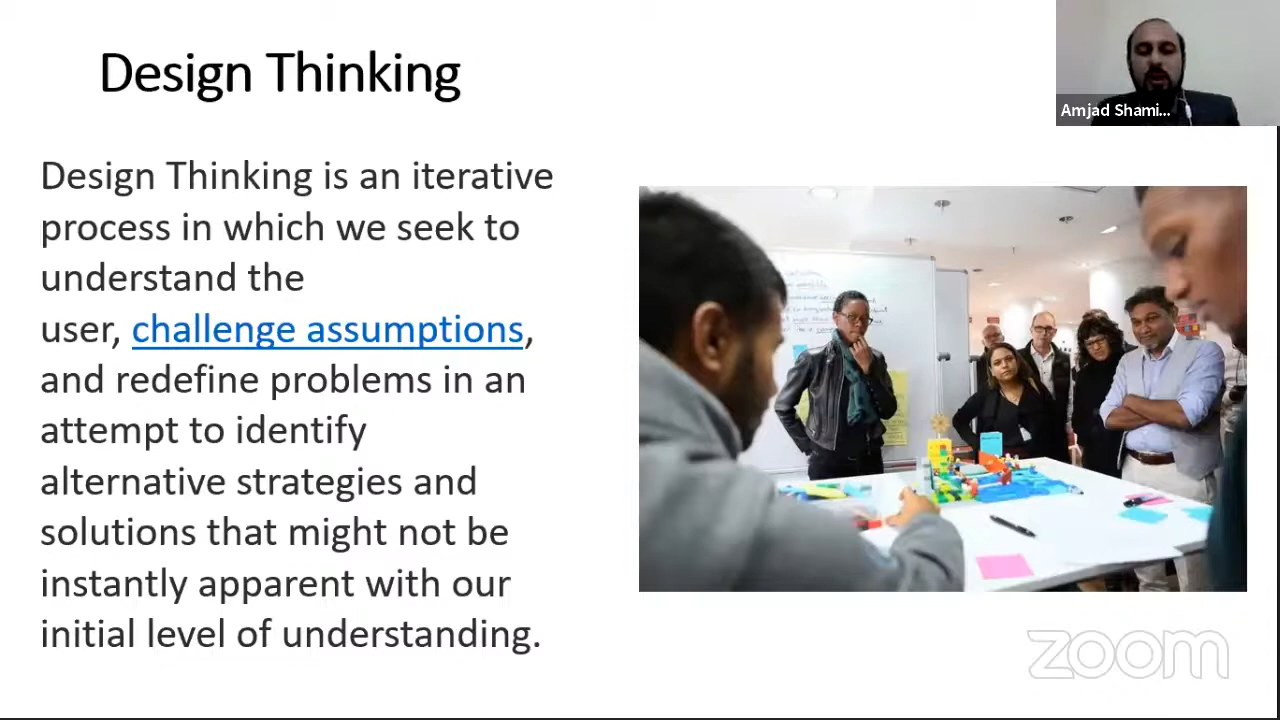 Design Thinking
Amjad Shami...
Design Thinking is an iterative
process in which we seek to
understand the
user, challenge assumptions,
and redefine problems in an
attempt to identify
alternative strategies and
solutions that might not be
instantly apparent with our
initial level of understanding.
zoom